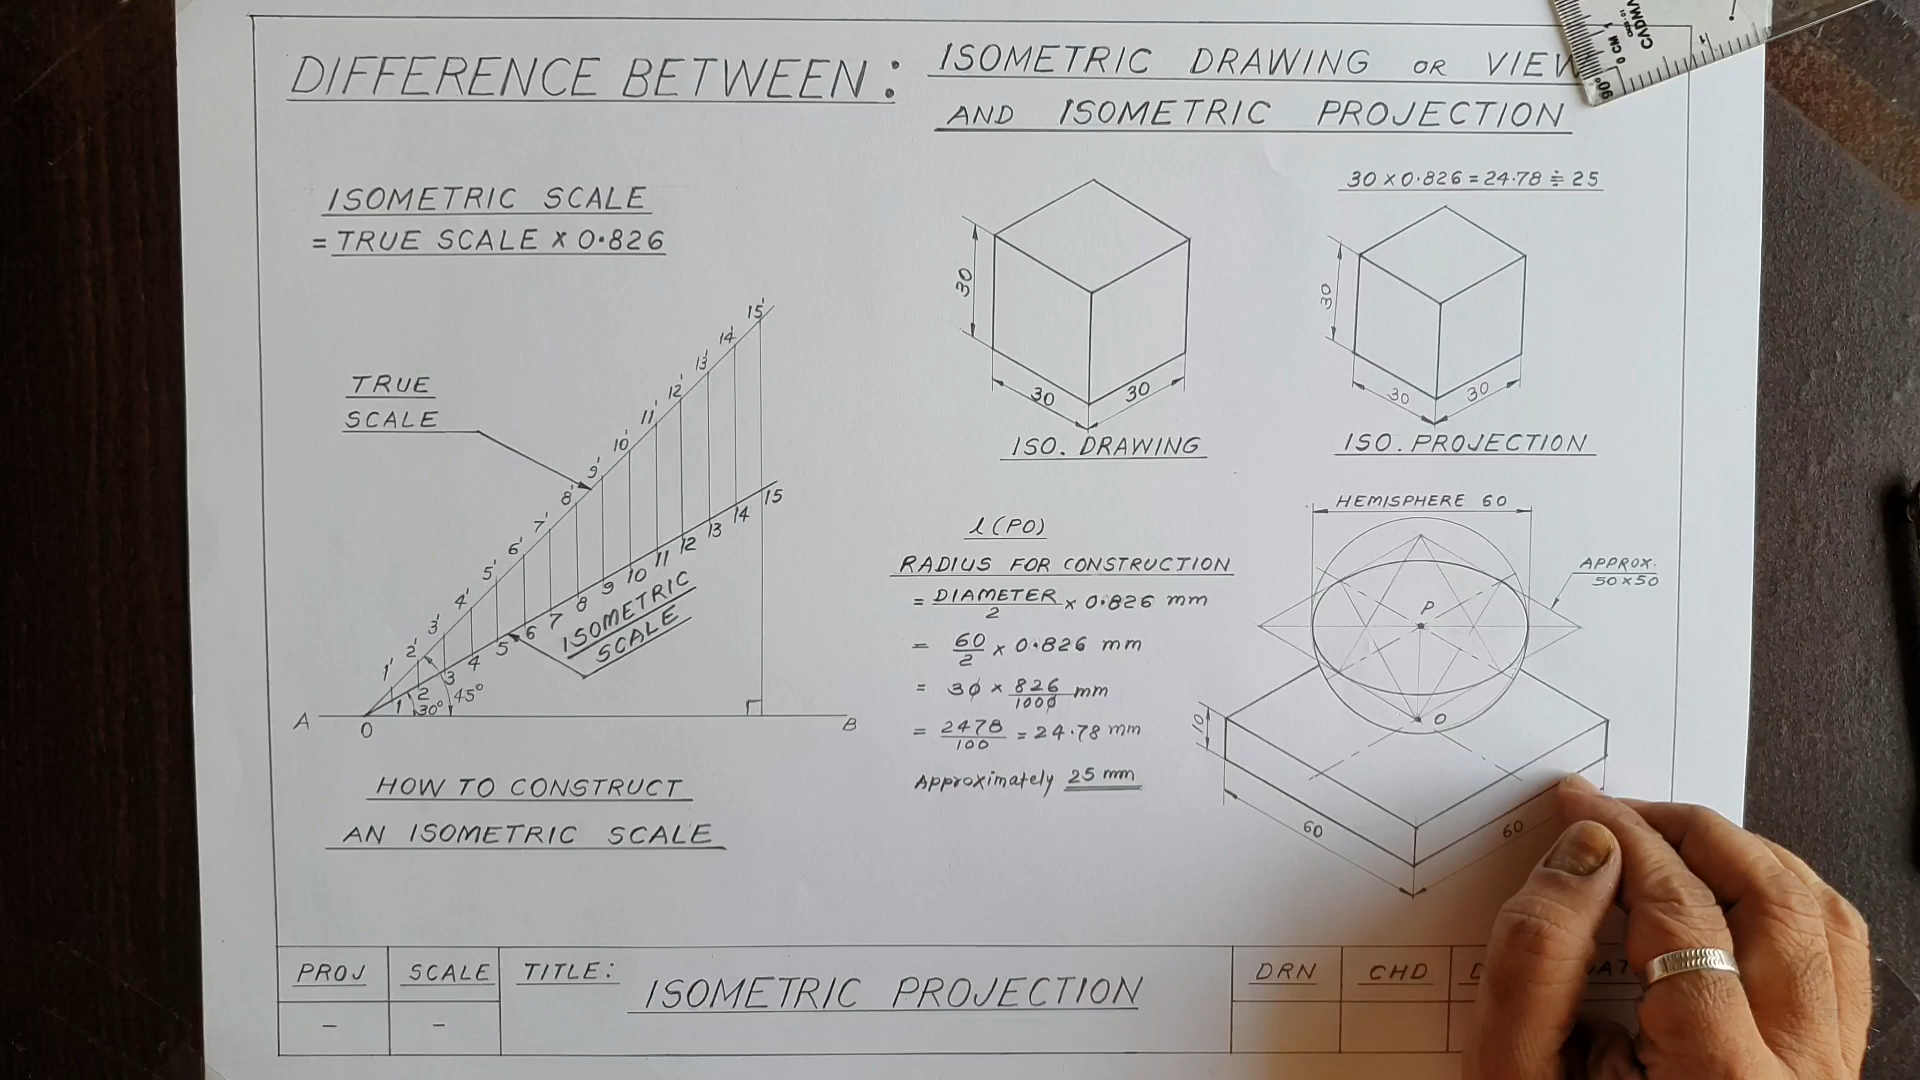 DIFFERENCE BETWEEN:
ISOMETRIC DRAWING OR VIEW
AND ISOMETRIC PROJECTION
ISOMETRIC SCALE
= TRUE SCALE X 0.826
TRUE
SCALE
1' 2' 3' 4' 5' 6' 7' 8' 9' 10' 11' 12' 13' 14' 15'
1 2 3 4 5 6 7 8 9 10 11 12 13 14 15
ISOMETRIC
SCALE
30° 45°
A O B
HOW TO CONSTRUCT
AN ISOMETRIC SCALE
30
30 30
ISO. DRAWING
30 X 0.826 = 24.78 ≑ 25
30
30 30
ISO. PROJECTION
l (PO)
RADIUS FOR CONSTRUCTION
= DIAMETER/2 x 0.826 mm
= 60/2 x 0.826 mm
= 30 x 826/1000 mm
= 2478/100 = 24.78 mm
Approximately 25 mm
HEMISPHERE 60
APPROX.
50 X 50
P
O
10
60 60
PROJ SCALE TITLE: ISOMETRIC PROJECTION DRN CHD
- -
CADMA
0 CM 1
90°
1